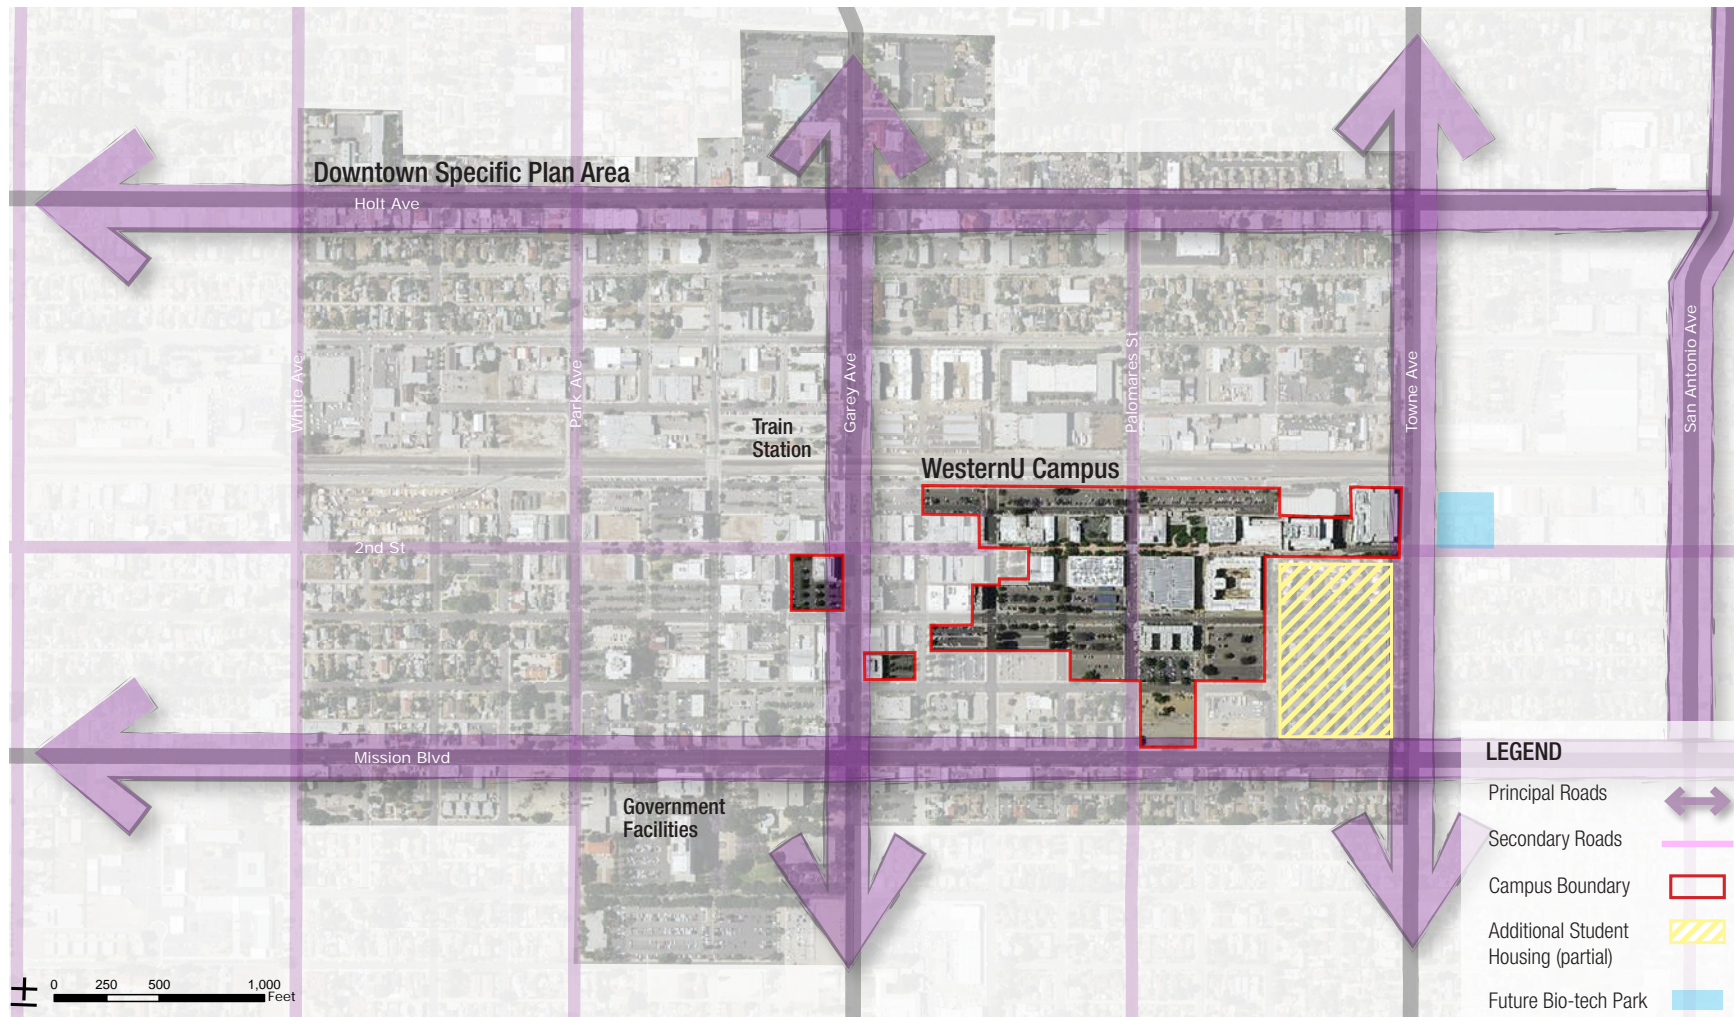 Downtown Specific Plan Area
Holt Ave
White Ave
Park Ave
Garey Ave
Palomares St
Towne Ave
San Antonio Ave
Train
Station
WesternU Campus
2nd St
Mission Blvd
Government
Facilities
LEGEND
Principal Roads
Secondary Roads
Campus Boundary
Additional Student
Housing (partial)
Future Bio-tech Park
0 250 500 1,000
Feet